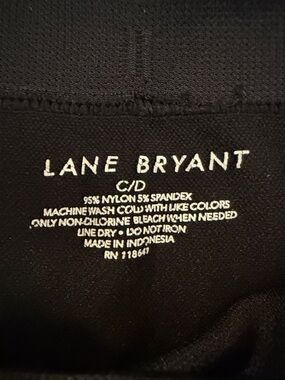 LANE BRYANT
C/D
95% NYLON 5% SPANDEX
MACHINE WASH COLD WITH LIKE COLORS
ONLY NON-CHLORINE BLEACH WHEN NEEDED
LINE DRY • DO NOT IRON
MADE IN INDONESIA
RN 118647